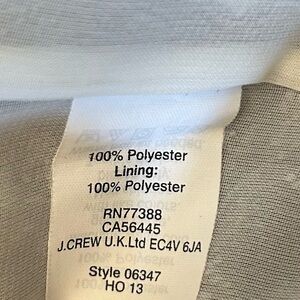 100% Polyester
Lining:
100% Polyester
RN77388
CA56445
J.CREW U.K.Ltd EC4V 6JA
Style 06347
HO 13